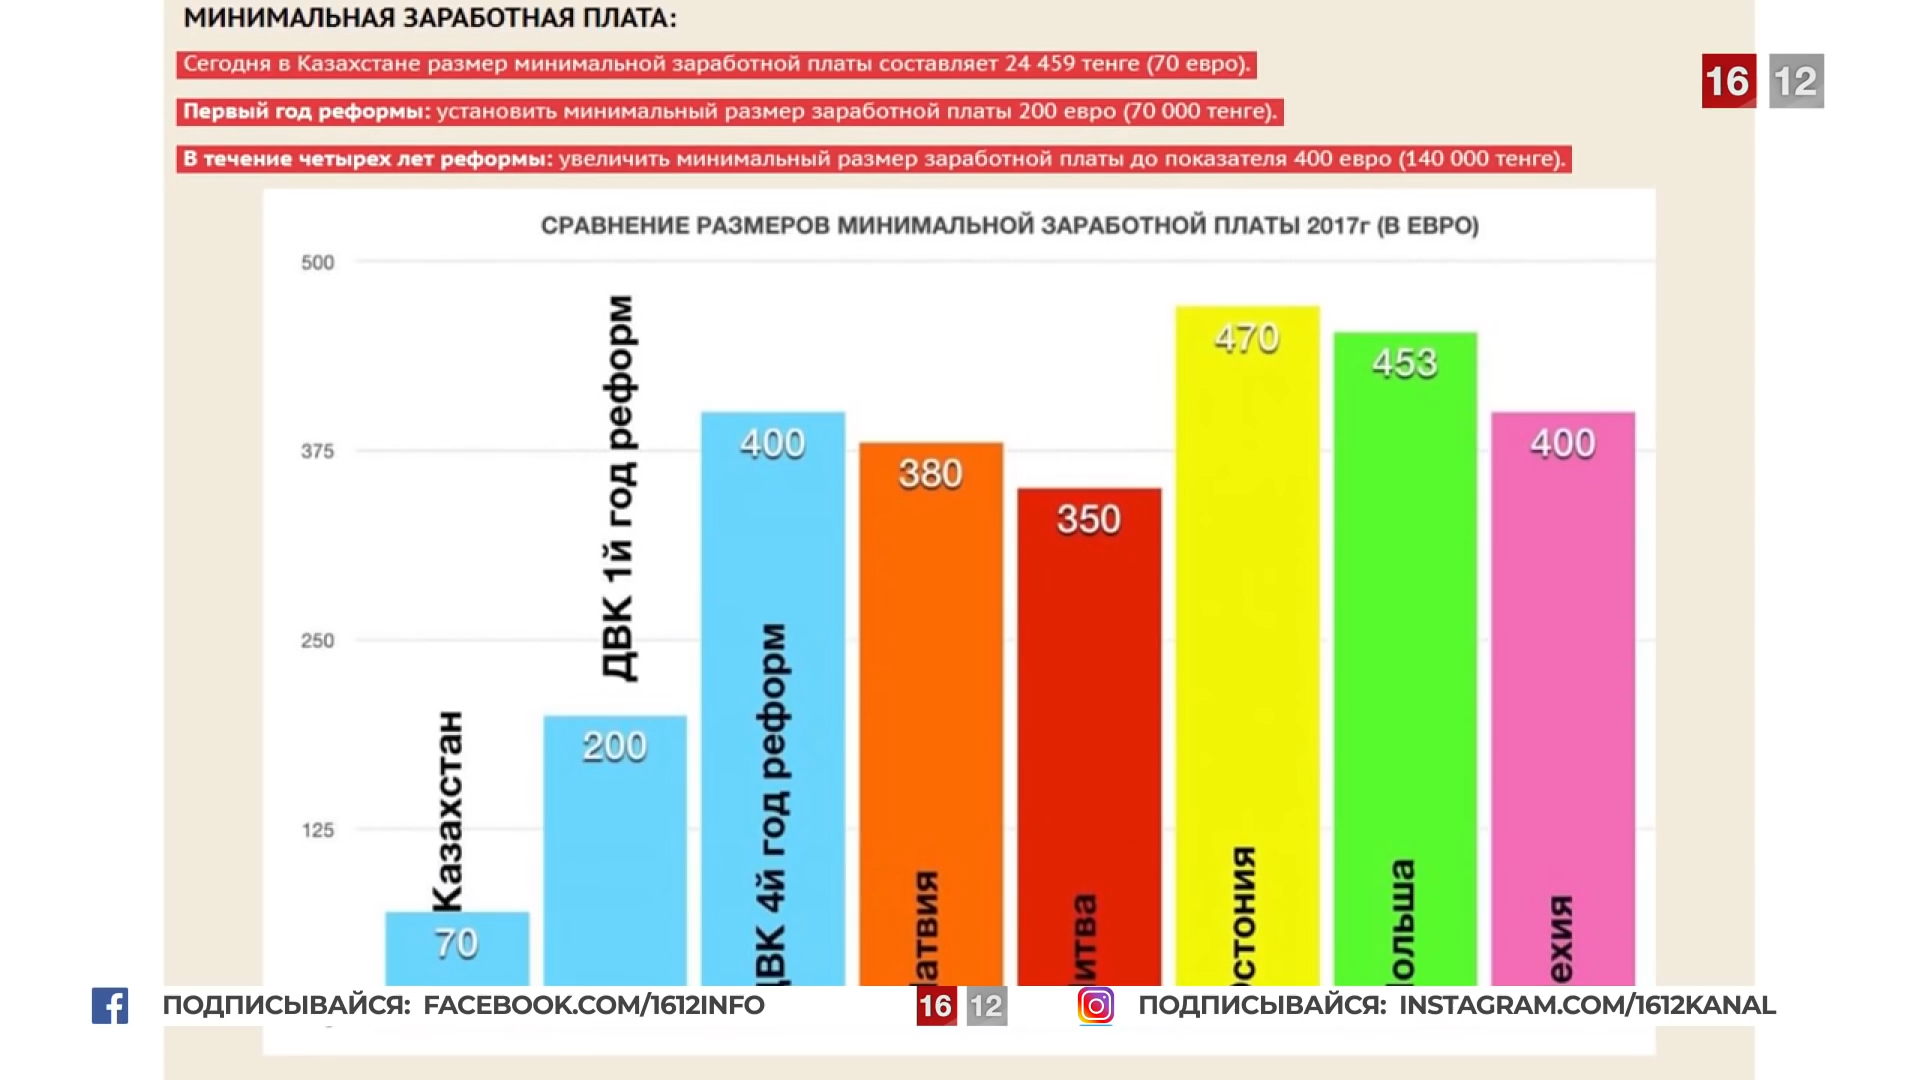 МИНИМАЛЬНАЯ ЗАРАБОТНАЯ ПЛАТА:
Сегодня в Казахстане размер минимальной заработной платы составляет 24 459 тенге (70 евро).
16 12
Первый год реформы: установить минимальный размер заработной платы 200 евро (70 000 тенге).
В течение четырех лет реформы: увеличить минимальный размер заработной платы до показателя 400 евро (140 000 тенге).
СРАВНЕНИЕ РАЗМЕРОВ МИНИМАЛЬНОЙ ЗАРАБОТНОЙ ПЛАТЫ 2017г (В ЕВРО)
500
375
250
125
Казахстан
70
ДВК 1й год реформ
200
400
ДВК 4й год реформ
380
атвия
350
итва
470
стония
453
ольша
400
ехия
ПОДПИСЫВАЙСЯ: FACEBOOK.COM/1612INFO
16 12
ПОДПИСЫВАЙСЯ: INSTAGRAM.COM/1612KANAL